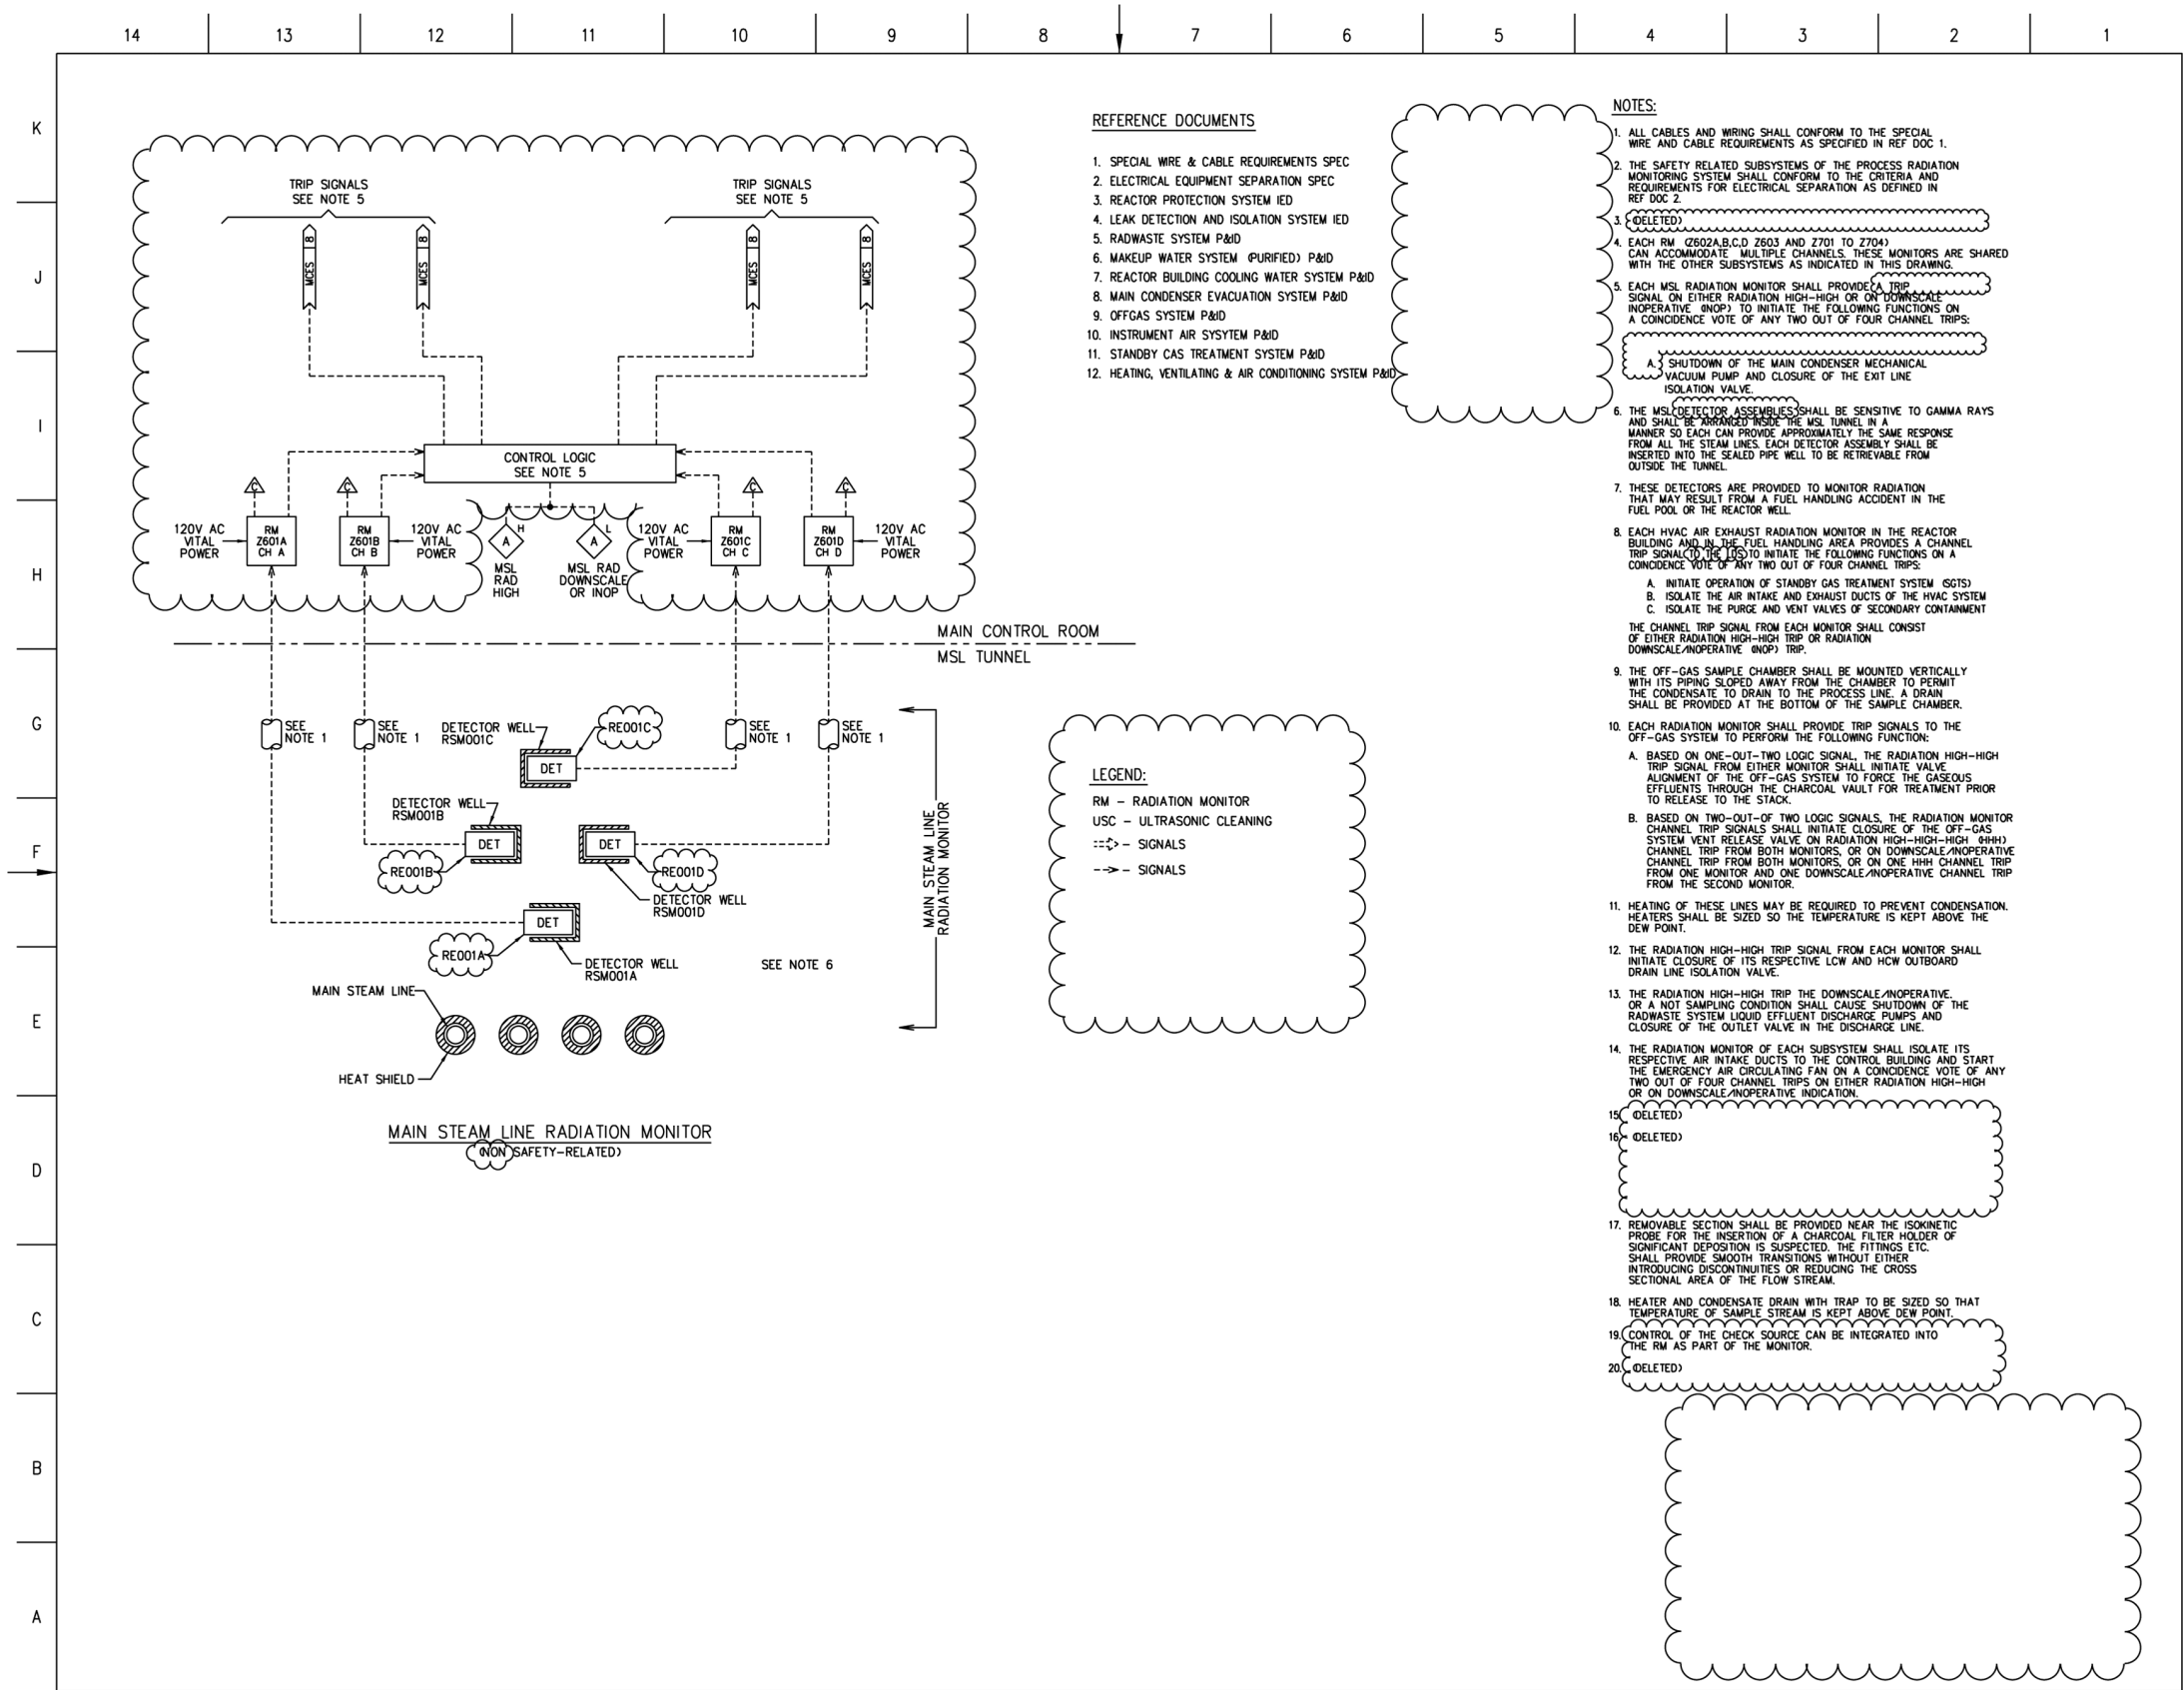 14 13 12 11 10 9 8 7 6 5 4 3 2 1
K
J
I
H
G
F
E
D
C
B
A
TRIP SIGNALS
SEE NOTE 5
TRIP SIGNALS
SEE NOTE 5
8
MCES
8
MCES
8
MCES
8
MCES
CONTROL LOGIC
SEE NOTE 5
C
C
C
C
120V AC
VITAL
POWER
RM
Z601A
CH A
RM
Z601B
CH B
120V AC
VITAL
POWER
H
A
MSL
RAD
HIGH
L
A
MSL RAD
DOWNSCALE
OR INOP
120V AC
VITAL
POWER
RM
Z601C
CH C
RM
Z601D
CH D
120V AC
VITAL
POWER
MAIN CONTROL ROOM
MSL TUNNEL
SEE
NOTE 1
SEE
NOTE 1
DETECTOR WELL
RSM001C
RE001C
DET
SEE
NOTE 1
SEE
NOTE 1
DETECTOR WELL
RSM001B
DET
RE001B
DET
RE001D
DETECTOR WELL
RSM001D
DET
RE001A
DETECTOR WELL
RSM001A
SEE NOTE 6
MAIN STEAM LINE
RADIATION MONITOR
MAIN STEAM LINE
HEAT SHIELD
MAIN STEAM LINE RADIATION MONITOR
(NON SAFETY-RELATED)
REFERENCE DOCUMENTS
1. SPECIAL WIRE & CABLE REQUIREMENTS SPEC
2. ELECTRICAL EQUIPMENT SEPARATION SPEC
3. REACTOR PROTECTION SYSTEM IED
4. LEAK DETECTION AND ISOLATION SYSTEM IED
5. RADWASTE SYSTEM P&ID
6. MAKEUP WATER SYSTEM (PURIFIED) P&ID
7. REACTOR BUILDING COOLING WATER SYSTEM P&ID
8. MAIN CONDENSER EVACUATION SYSTEM P&ID
9. OFFGAS SYSTEM P&ID
10. INSTRUMENT AIR SYSYTEM P&ID
11. STANDBY GAS TREATMENT SYSTEM P&ID
12. HEATING, VENTILATING & AIR CONDITIONING SYSTEM P&ID
LEGEND:
RM - RADIATION MONITOR
USC - ULTRASONIC CLEANING
- SIGNALS
- SIGNALS
NOTES:
1. ALL CABLES AND WIRING SHALL CONFORM TO THE SPECIAL
WIRE AND CABLE REQUIREMENTS AS SPECIFIED IN REF DOC 1.
2. THE SAFETY RELATED SUBSYSTEMS OF THE PROCESS RADIATION
MONITORING SYSTEM SHALL CONFORM TO THE CRITERIA AND
REQUIREMENTS FOR ELECTRICAL SEPARATION AS DEFINED IN
REF DOC 2.
3. (DELETED)
4. EACH RM (Z602A,B,C,D Z603 AND Z701 TO Z704)
CAN ACCOMMODATE MULTIPLE CHANNELS. THESE MONITORS ARE SHARED
WITH THE OTHER SUBSYSTEMS AS INDICATED IN THIS DRAWING.
5. EACH MSL RADIATION MONITOR SHALL PROVIDE A TRIP
SIGNAL ON EITHER RADIATION HIGH-HIGH OR ON DOWNSCALE
INOPERATIVE (INOP) TO INITIATE THE FOLLOWING FUNCTIONS ON
A COINCIDENCE VOTE OF ANY TWO OUT OF FOUR CHANNEL TRIPS:
A. SHUTDOWN OF THE MAIN CONDENSER MECHANICAL
VACUUM PUMP AND CLOSURE OF THE EXIT LINE
ISOLATION VALVE.
6. THE MSL DETECTOR ASSEMBLIES SHALL BE SENSITIVE TO GAMMA RAYS
AND SHALL BE ARRANGED INSIDE THE MSL TUNNEL IN A
MANNER SO EACH CAN PROVIDE APPROXIMATELY THE SAME RESPONSE
FROM ALL THE STEAM LINES. EACH DETECTOR ASSEMBLY SHALL BE
INSERTED INTO THE SEALED PIPE WELL TO BE RETRIEVABLE FROM
OUTSIDE THE TUNNEL.
7. THESE DETECTORS ARE PROVIDED TO MONITOR RADIATION
THAT MAY RESULT FROM A FUEL HANDLING ACCIDENT IN THE
FUEL POOL OR THE REACTOR WELL.
8. EACH HVAC AIR EXHAUST RADIATION MONITOR IN THE REACTOR
BUILDING AND IN THE FUEL HANDLING AREA PROVIDES A CHANNEL
TRIP SIGNAL TO THE LDS TO INITIATE THE FOLLOWING FUNCTIONS ON A
COINCIDENCE VOTE OF ANY TWO OUT OF FOUR CHANNEL TRIPS:
A. INITIATE OPERATION OF STANDBY GAS TREATMENT SYSTEM (SGTS)
B. ISOLATE THE AIR INTAKE AND EXHAUST DUCTS OF THE HVAC SYSTEM
C. ISOLATE THE PURGE AND VENT VALVES OF SECONDARY CONTAINMENT
THE CHANNEL TRIP SIGNAL FROM EACH MONITOR SHALL CONSIST
OF EITHER RADIATION HIGH-HIGH TRIP OR RADIATION
DOWNSCALE/INOPERATIVE (INOP) TRIP.
9. THE OFF-GAS SAMPLE CHAMBER SHALL BE MOUNTED VERTICALLY
WITH ITS PIPING SLOPED AWAY FROM THE CHAMBER TO PERMIT
THE CONDENSATE TO DRAIN TO THE PROCESS LINE. A DRAIN
SHALL BE PROVIDED AT THE BOTTOM OF THE SAMPLE CHAMBER.
10. EACH RADIATION MONITOR SHALL PROVIDE TRIP SIGNALS TO THE
OFF-GAS SYSTEM TO PERFORM THE FOLLOWING FUNCTION:
A. BASED ON ONE-OUT-TWO LOGIC SIGNAL, THE RADIATION HIGH-HIGH
TRIP SIGNAL FROM EITHER MONITOR SHALL INITIATE VALVE
ALIGNMENT OF THE OFF-GAS SYSTEM TO FORCE THE GASEOUS
EFFLUENTS THROUGH THE CHARCOAL VAULT FOR TREATMENT PRIOR
TO RELEASE TO THE STACK.
B. BASED ON TWO-OUT-OF TWO LOGIC SIGNALS, THE RADIATION MONITOR
CHANNEL TRIP SIGNALS SHALL INITIATE CLOSURE OF THE OFF-GAS
SYSTEM VENT RELEASE VALVE ON RADIATION HIGH-HIGH-HIGH (HHH)
CHANNEL TRIP FROM BOTH MONITORS, OR ON DOWNSCALE/INOPERATIVE
CHANNEL TRIP FROM BOTH MONITORS, OR ON ONE HHH CHANNEL TRIP
FROM ONE MONITOR AND ONE DOWNSCALE/INOPERATIVE CHANNEL TRIP
FROM THE SECOND MONITOR.
11. HEATING OF THESE LINES MAY BE REQUIRED TO PREVENT CONDENSATION.
HEATERS SHALL BE SIZED SO THE TEMPERATURE IS KEPT ABOVE THE
DEW POINT.
12. THE RADIATION HIGH-HIGH TRIP SIGNAL FROM EACH MONITOR SHALL
INITIATE CLOSURE OF ITS RESPECTIVE LCW AND HCW OUTBOARD
DRAIN LINE ISOLATION VALVE.
13. THE RADIATION HIGH-HIGH TRIP THE DOWNSCALE/INOPERATIVE.
OR A NOT SAMPLING CONDITION SHALL CAUSE SHUTDOWN OF THE
RADWASTE SYSTEM LIQUID EFFLUENT DISCHARGE PUMPS AND
CLOSURE OF THE OUTLET VALVE IN THE DISCHARGE LINE.
14. THE RADIATION MONITOR OF EACH SUBSYSTEM SHALL ISOLATE ITS
RESPECTIVE AIR INTAKE DUCTS TO THE CONTROL BUILDING AND START
THE EMERGENCY AIR CIRCULATING FAN ON A COINCIDENCE VOTE OF ANY
TWO OUT OF FOUR CHANNEL TRIPS ON EITHER RADIATION HIGH-HIGH
OR ON DOWNSCALE/INOPERATIVE INDICATION.
15. (DELETED)
16. (DELETED)
17. REMOVABLE SECTION SHALL BE PROVIDED NEAR THE ISOKINETIC
PROBE FOR THE INSERTION OF A CHARCOAL FILTER HOLDER OF
SIGNIFICANT DEPOSITION IS SUSPECTED. THE FITTINGS ETC.
SHALL PROVIDE SMOOTH TRANSITIONS WITHOUT EITHER
INTRODUCING DISCONTINUITIES OR REDUCING THE CROSS
SECTIONAL AREA OF THE FLOW STREAM.
18. HEATER AND CONDENSATE DRAIN WITH TRAP TO BE SIZED SO THAT
TEMPERATURE OF SAMPLE STREAM IS KEPT ABOVE DEW POINT.
19. CONTROL OF THE CHECK SOURCE CAN BE INTEGRATED INTO
THE RM AS PART OF THE MONITOR.
20. (DELETED)